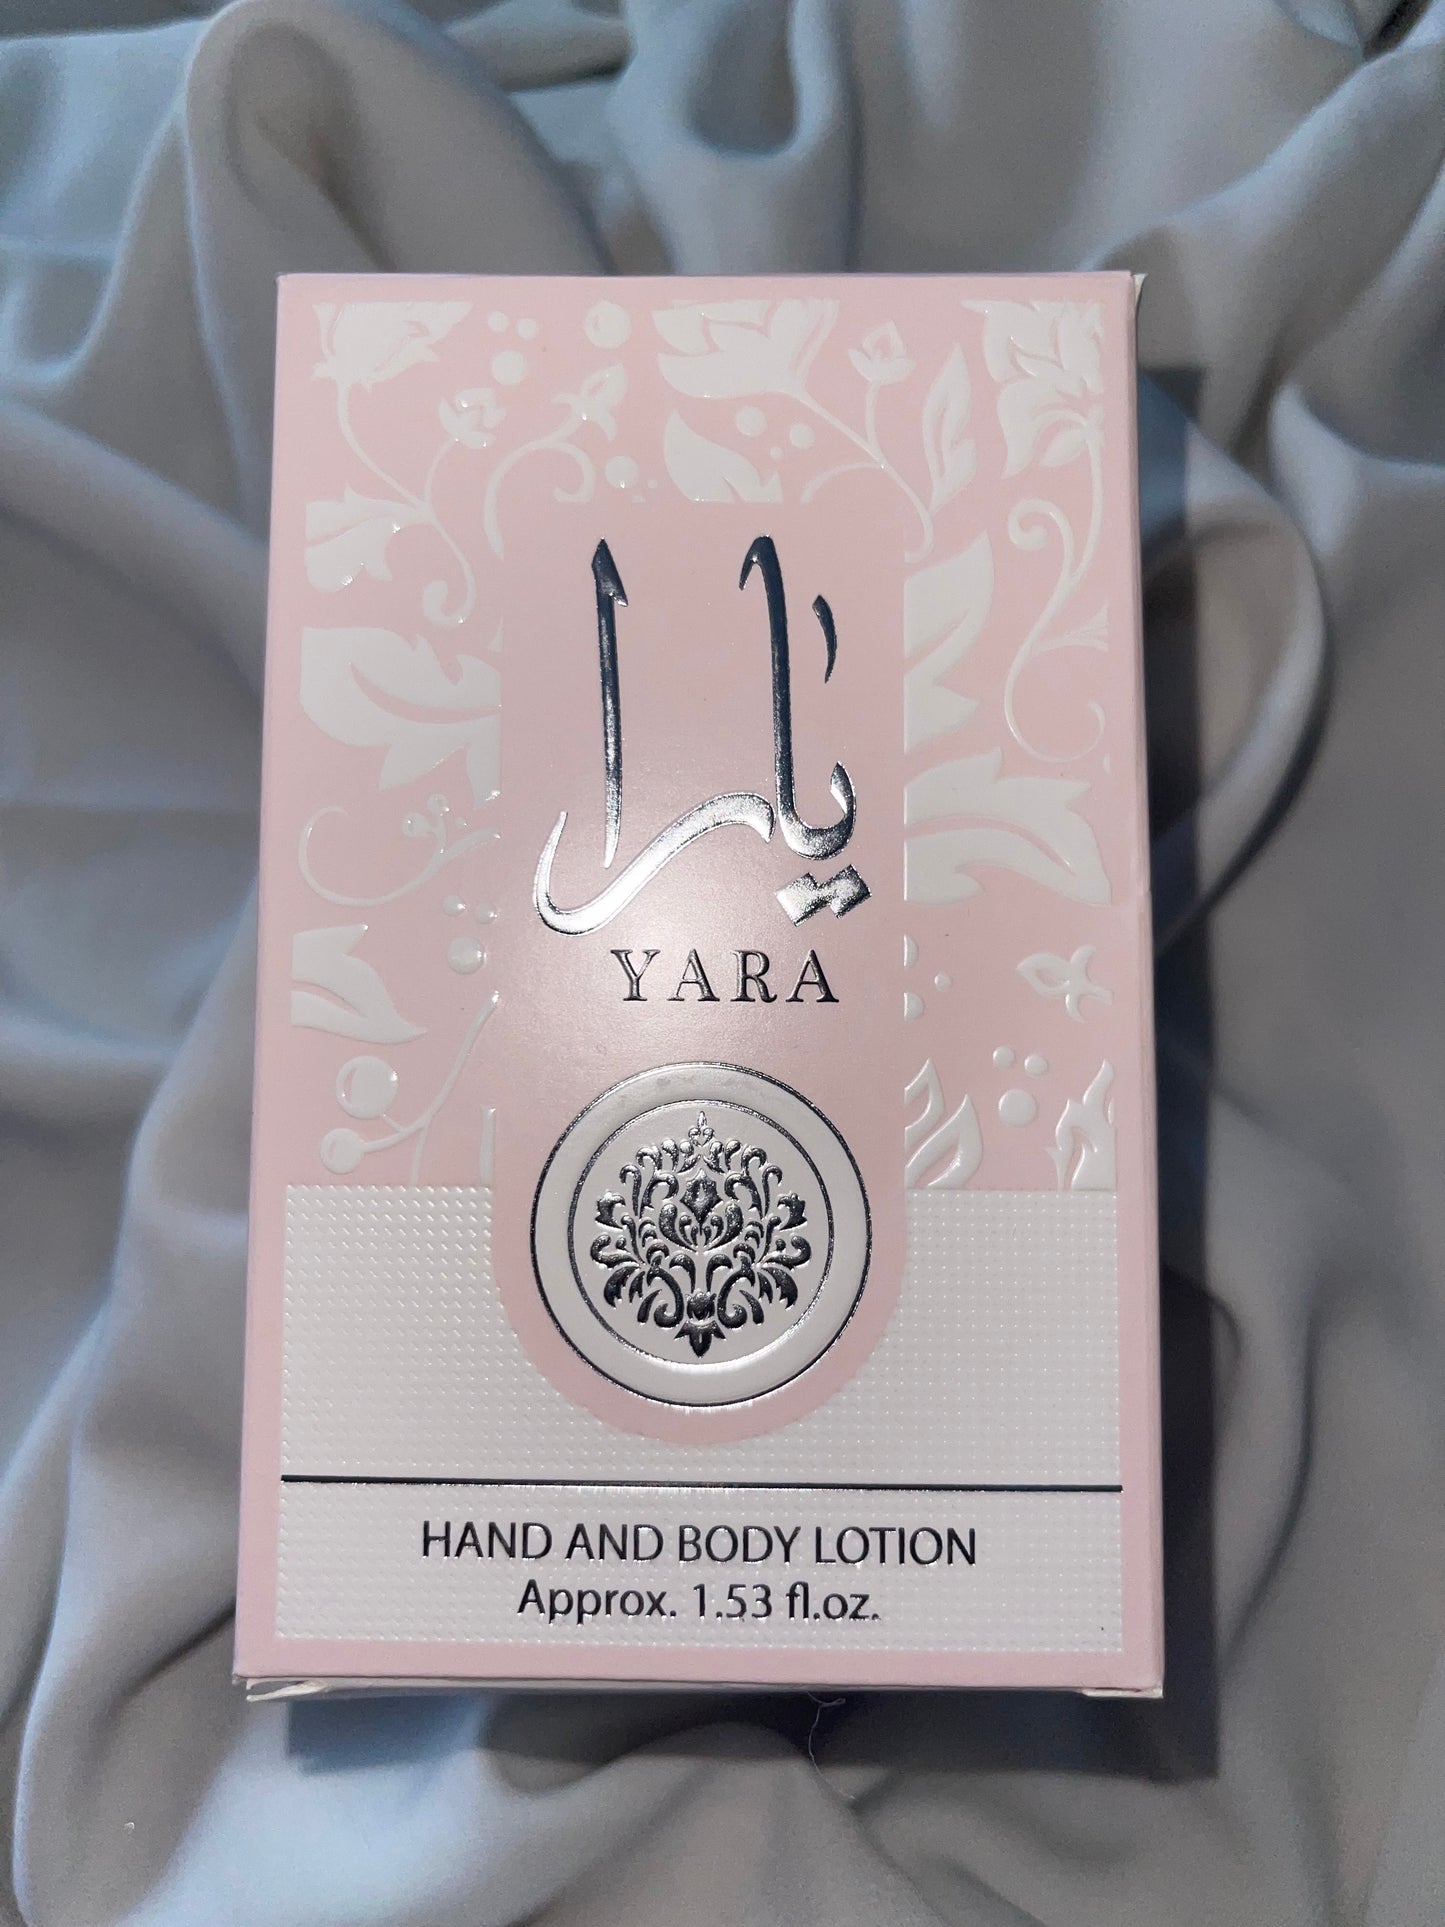 يارا
YARA
HAND AND BODY LOTION
Approx. 1.53 fl.oz.